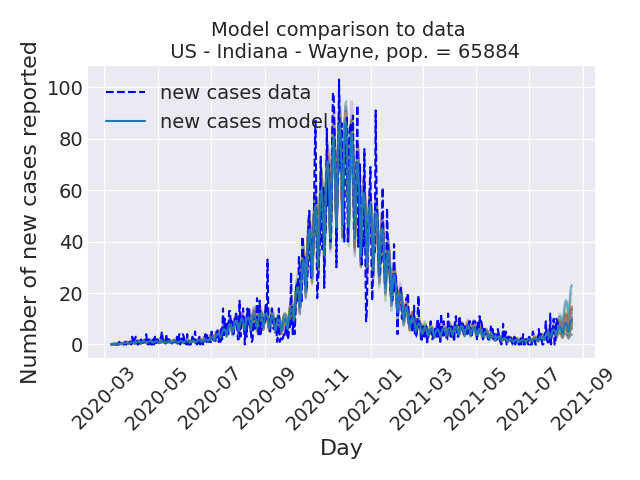 Model comparison to data
US - Indiana - Wayne, pop. = 65884
Number of new cases reported
100
80
60
40
20
0
new cases data
new cases model
2020-03
2020-05
2020-07
2020-09
2020-11
2021-01
2021-03
2021-05
2021-07
2021-09
Day